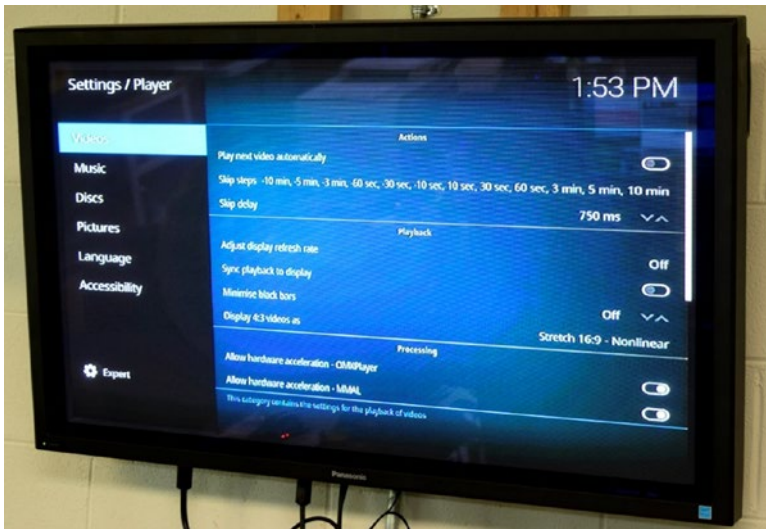 Settings / Player
1:53 PM
Videos
Music
Discs
Pictures
Language
Accessibility
Expert
Actions
Play next video automatically
Skip steps -10 min, -5 min, -3 min, -60 sec, -30 sec, -10 sec, 10 sec, 30 sec, 60 sec, 3 min, 5 min, 10 min
Skip delay 750 ms
Playback
Adjust display refresh rate Off
Sync playback to display
Minimise black bars Off
Display 4:3 videos as Stretch 16:9 - Nonlinear
Processing
Allow hardware acceleration - OMXPlayer
Allow hardware acceleration - MMAL
This category contains the settings for the playback of videos
Panasonic